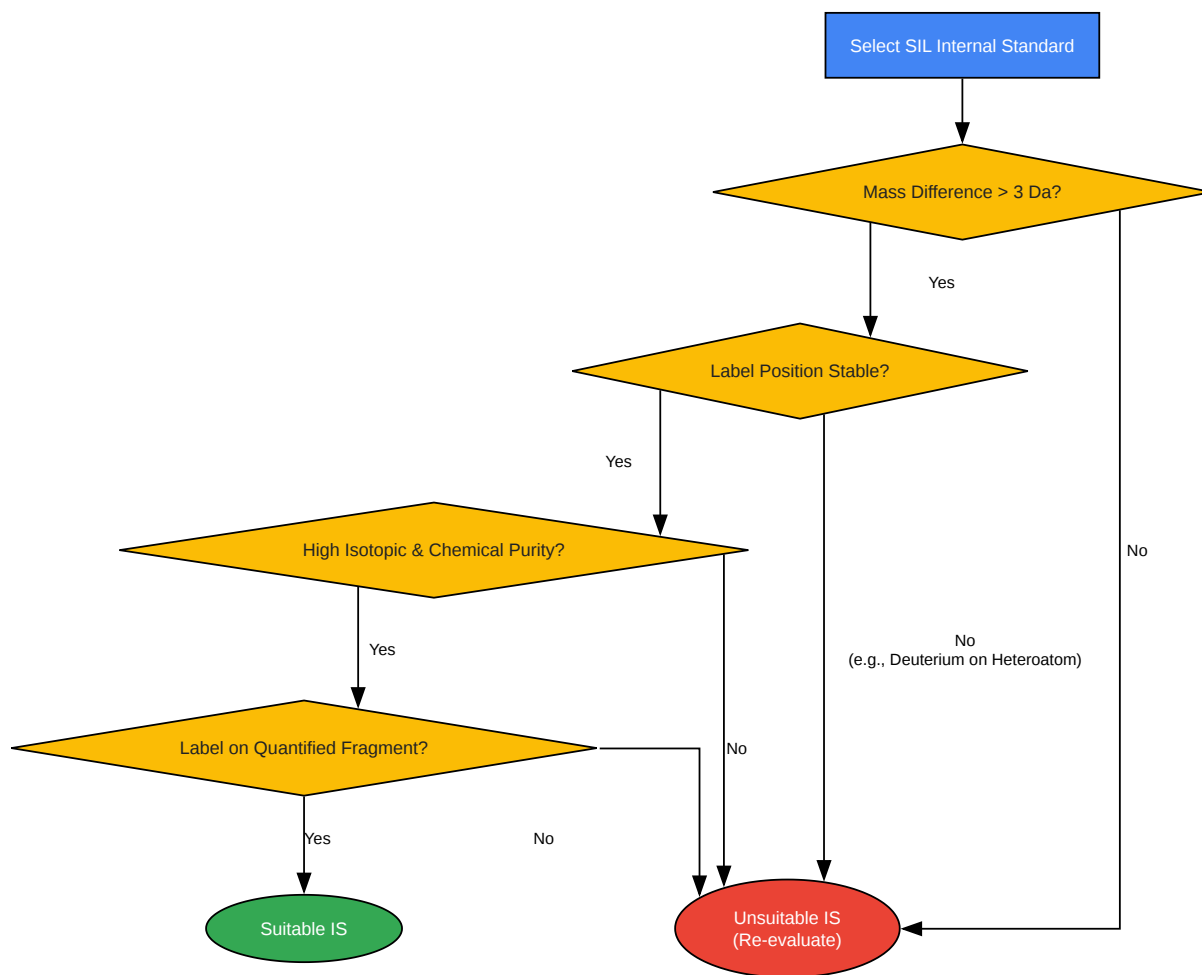 Select SIL Internal Standard
Mass Difference > 3 Da?
Yes
Label Position Stable?
Yes
High Isotopic & Chemical Purity?
No
No
(e.g., Deuterium on Heteroatom)
Yes
Label on Quantified Fragment?
No
Yes
No
Suitable IS
Unsuitable IS
(Re-evaluate)